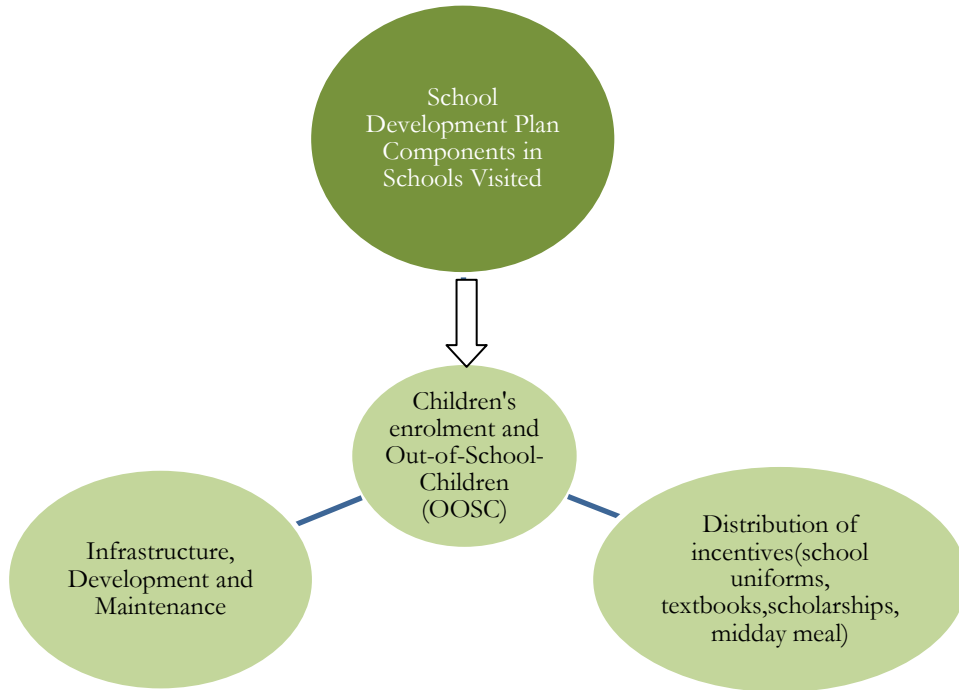 School
Development Plan
Components in
Schools Visited
Children's
enrolment and
Out-of-School-
Children
(OOSC)
Infrastructure,
Development and
Maintenance
Distribution of
incentives(school
uniforms,
textbooks,scholarships,
midday meal)